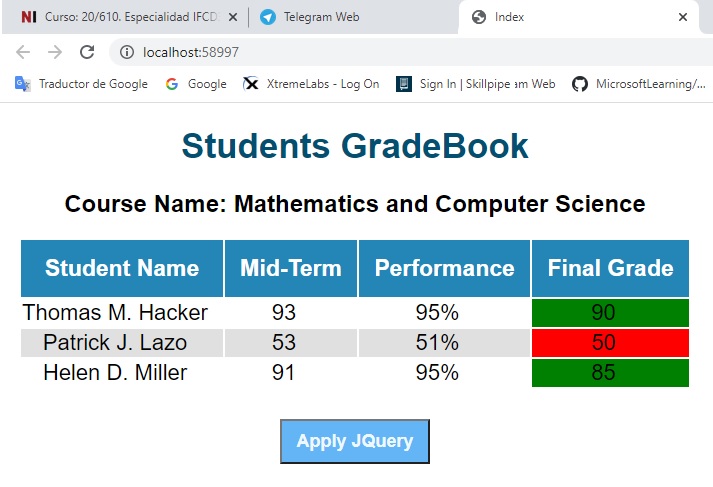 Curso: 20/610. Especialidad IFCD
Telegram Web
Index
localhost:58997
Traductor de Google
Google
XtremeLabs - Log On
Sign In | Skillpipe
am Web
MicrosoftLearning/...
Students GradeBook
Course Name: Mathematics and Computer Science
Student Name Mid-Term Performance Final Grade
Thomas M. Hacker 93 95% 90
Patrick J. Lazo 53 51% 50
Helen D. Miller 91 95% 85
Apply JQuery